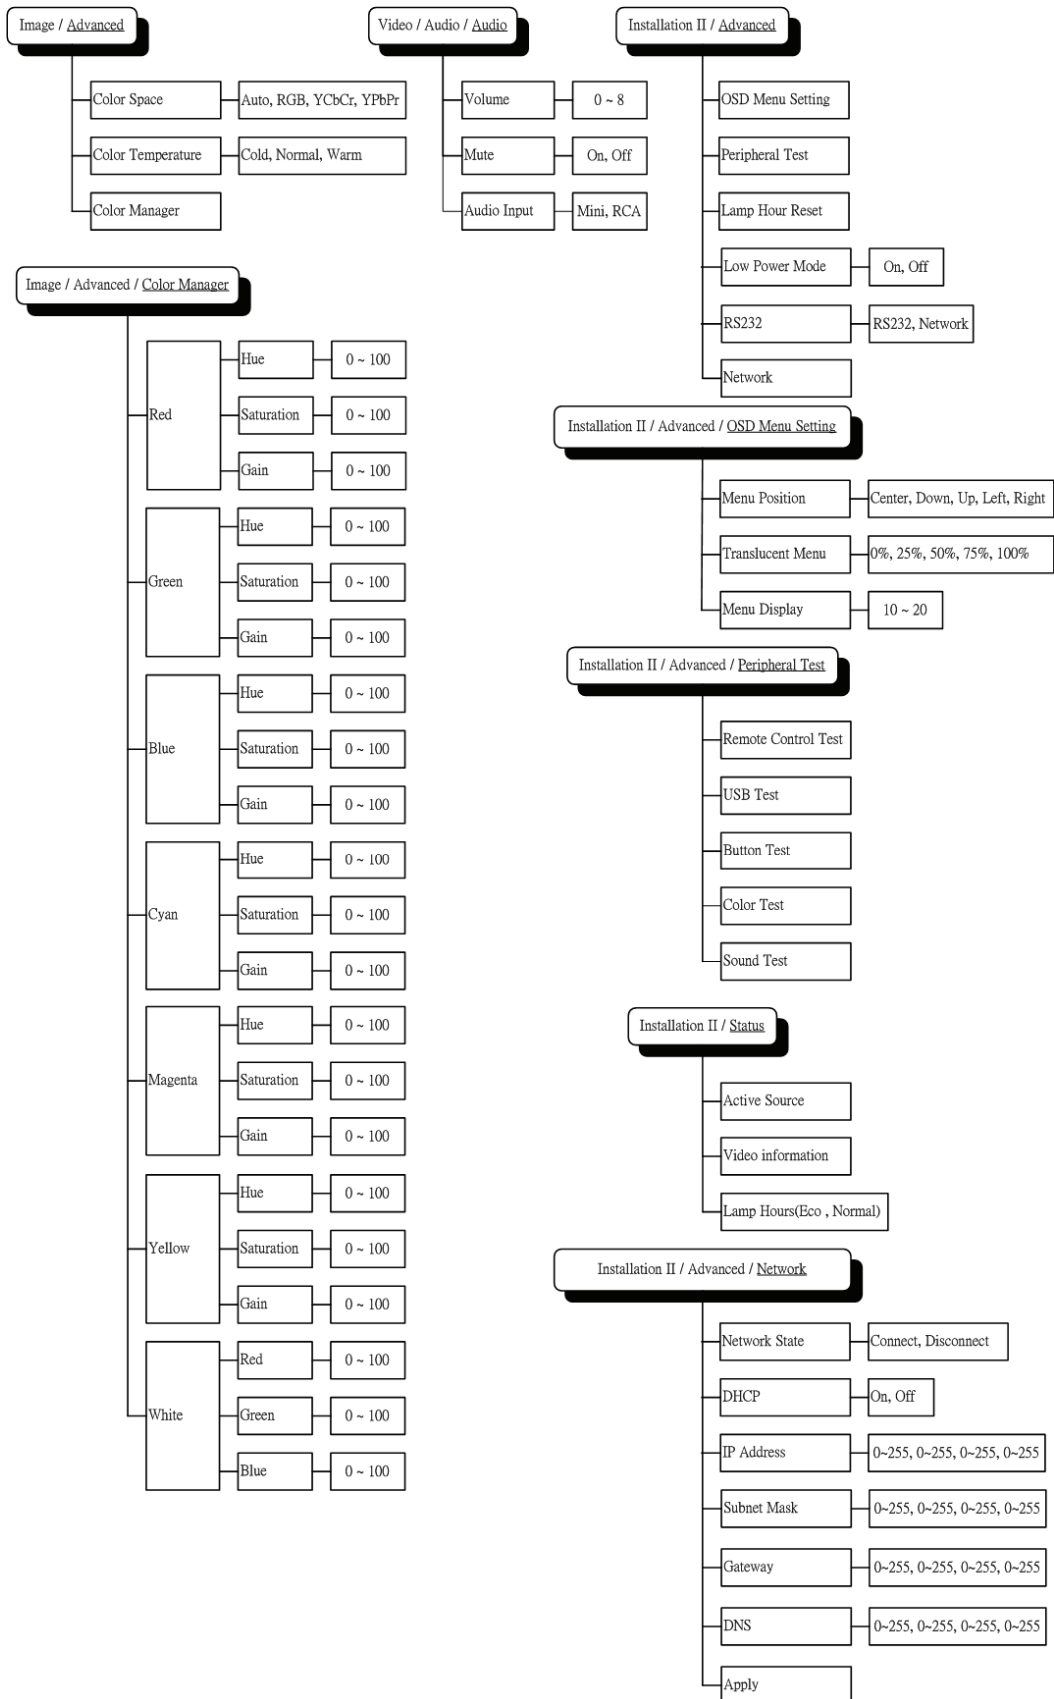 Image / Advanced
Color Space
Auto, RGB, YCbCr, YPbPr
Color Temperature
Cold, Normal, Warm
Color Manager
Image / Advanced / Color Manager
Red
Hue
0 ~ 100
Saturation
0 ~ 100
Gain
0 ~ 100
Green
Hue
0 ~ 100
Saturation
0 ~ 100
Gain
0 ~ 100
Blue
Hue
0 ~ 100
Saturation
0 ~ 100
Gain
0 ~ 100
Cyan
Hue
0 ~ 100
Saturation
0 ~ 100
Gain
0 ~ 100
Magenta
Hue
0 ~ 100
Saturation
0 ~ 100
Gain
0 ~ 100
Yellow
Hue
0 ~ 100
Saturation
0 ~ 100
Gain
0 ~ 100
White
Red
0 ~ 100
Green
0 ~ 100
Blue
0 ~ 100
Video / Audio / Audio
Volume
0 ~ 8
Mute
On, Off
Audio Input
Mini, RCA
Installation II / Advanced
OSD Menu Setting
Peripheral Test
Lamp Hour Reset
Low Power Mode
On, Off
RS232
RS232, Network
Network
Installation II / Advanced / OSD Menu Setting
Menu Position
Center, Down, Up, Left, Right
Translucent Menu
0%, 25%, 50%, 75%, 100%
Menu Display
10 ~ 20
Installation II / Advanced / Peripheral Test
Remote Control Test
USB Test
Button Test
Color Test
Sound Test
Installation II / Status
Active Source
Video information
Lamp Hours(Eco , Normal)
Installation II / Advanced / Network
Network State
Connect, Disconnect
DHCP
On, Off
IP Address
0~255, 0~255, 0~255, 0~255
Subnet Mask
0~255, 0~255, 0~255, 0~255
Gateway
0~255, 0~255, 0~255, 0~255
DNS
0~255, 0~255, 0~255, 0~255
Apply